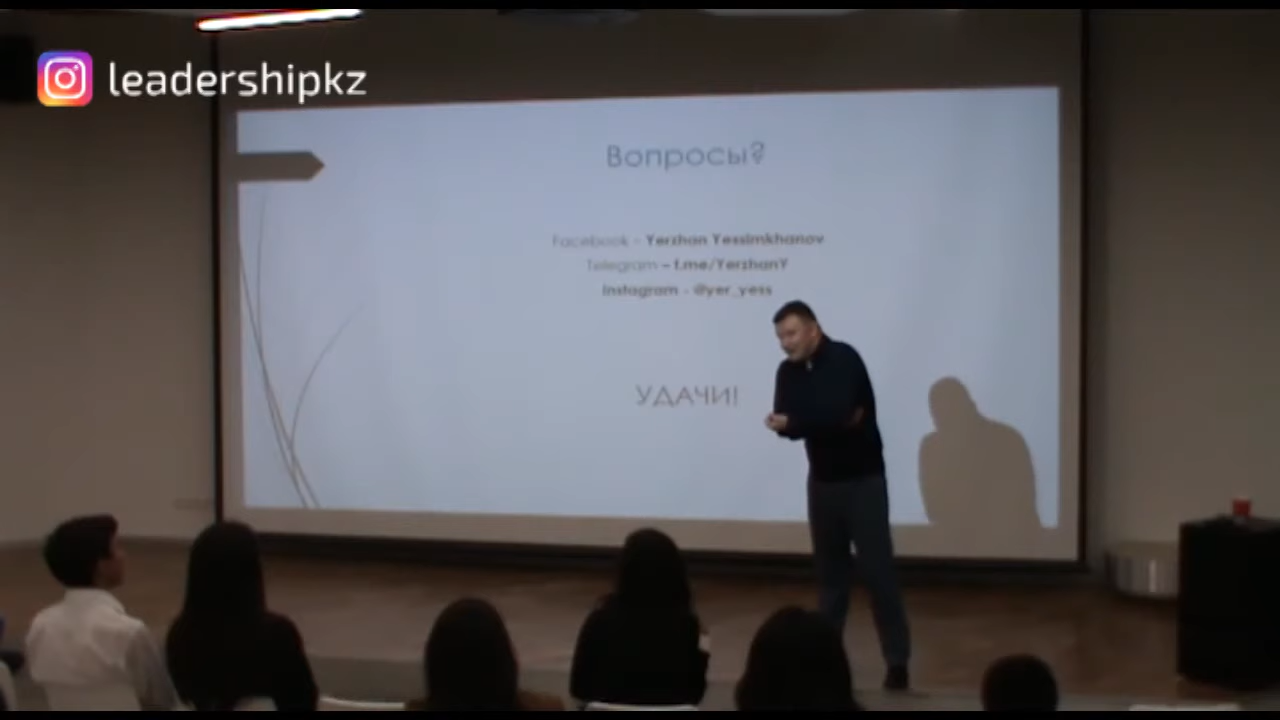 leadershipkz
Вопросы?
Facebook - Yerzhan Yessimkhanov
Telegram – t.me/YerzhanY
Instagram - @yer_yess
УДАЧИ!